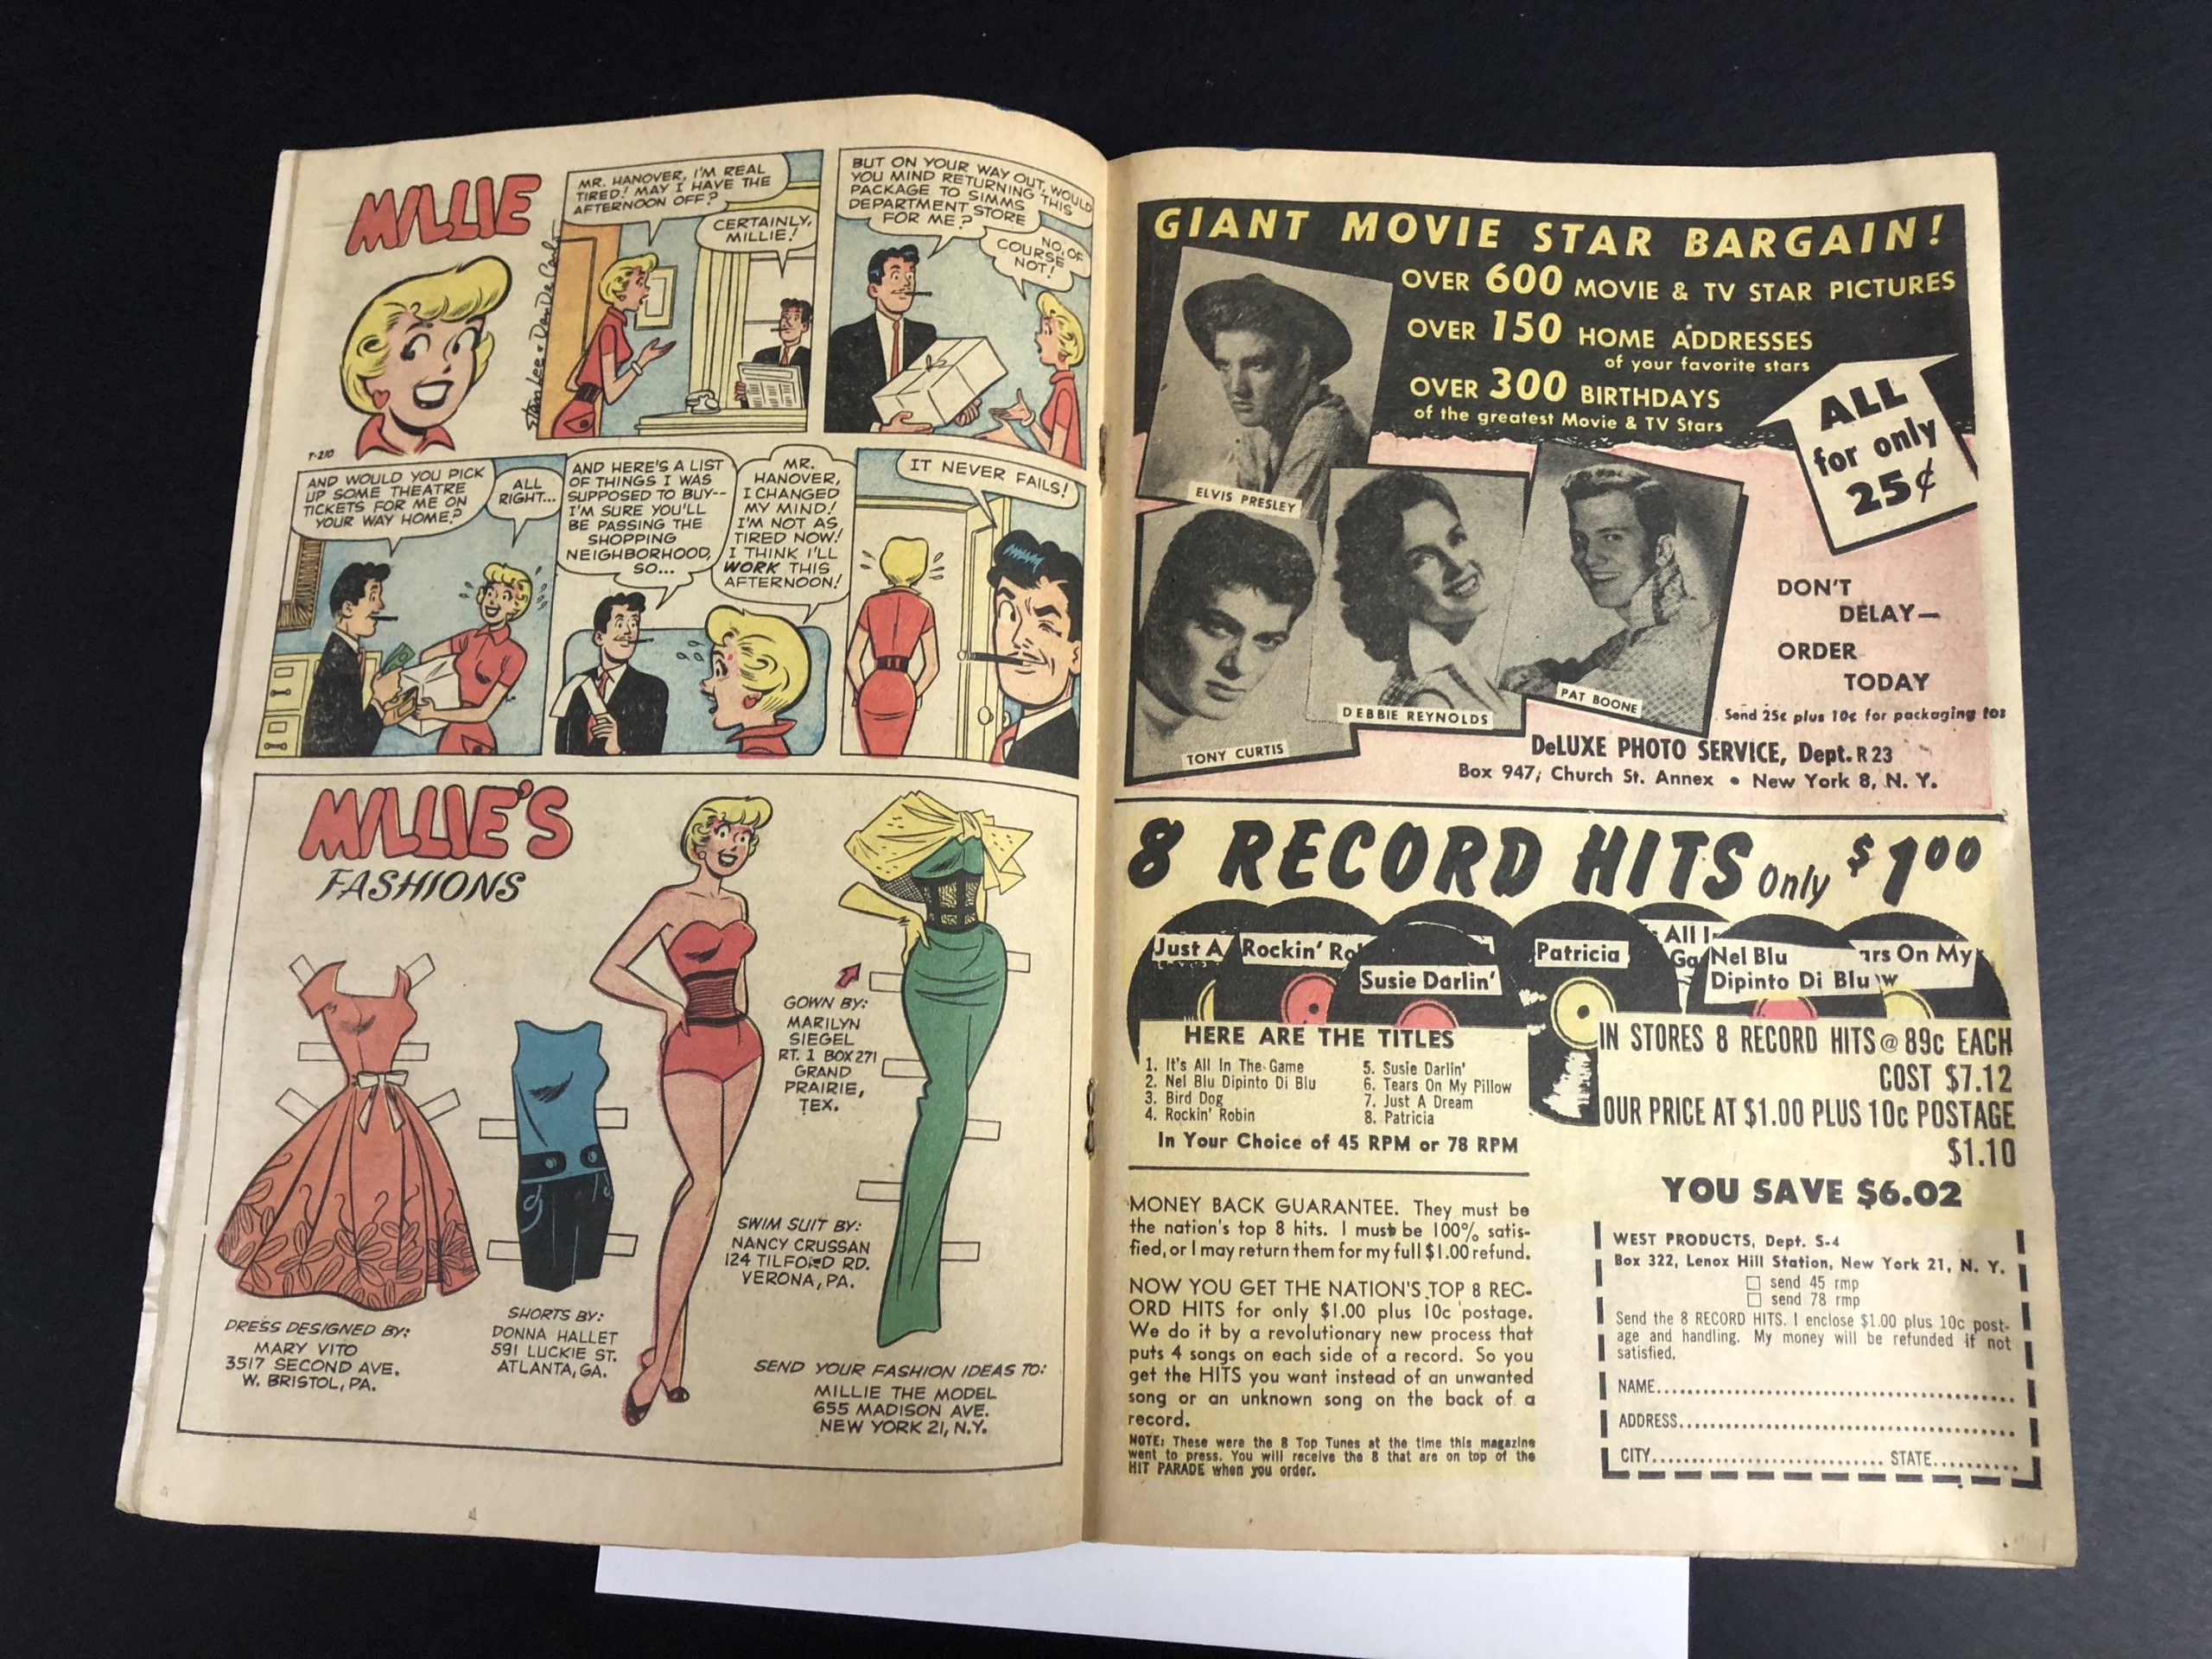 MILLIE
Stan Lee + Dan DeCarlo
T-210
MR. HANOVER, I'M REAL
TIRED! MAY I HAVE THE
AFTERNOON OFF?
CERTAINLY,
MILLIE!
BUT ON YOUR WAY OUT, WOULD
YOU MIND RETURNING THIS
PACKAGE TO SIMMS
DEPARTMENT STORE
FOR ME?
NO, OF
COURSE
NOT!
AND WOULD YOU PICK
UP SOME THEATRE
TICKETS FOR ME ON
YOUR WAY HOME?
ALL
RIGHT...
AND HERE'S A LIST
OF THINGS I WAS
SUPPOSED TO BUY--
I'M SURE YOU'LL
BE PASSING THE
SHOPPING
NEIGHBORHOOD,
SO...
MR.
HANOVER,
I CHANGED
MY MIND!
I'M NOT AS
TIRED NOW!
I THINK I'LL
WORK THIS
AFTERNOON!
IT NEVER FAILS!
MILLIE'S
FASHIONS
GOWN BY:
MARILYN
SIEGEL
RT. 1 BOX 271
GRAND
PRAIRIE,
TEX.
SWIM SUIT BY:
NANCY CRUSSAN
124 TILFORD RD.
VERONA, PA.
DRESS DESIGNED BY:
MARY VITO
3517 SECOND AVE.
W. BRISTOL, PA.
SHORTS BY:
DONNA HALLET
591 LUCKIE ST.
ATLANTA, GA.
SEND YOUR FASHION IDEAS TO:
MILLIE THE MODEL
655 MADISON AVE.
NEW YORK 21, N.Y.
GIANT MOVIE STAR BARGAIN!
OVER 600 MOVIE & TV STAR PICTURES
OVER 150 HOME ADDRESSES
of your favorite stars
OVER 300 BIRTHDAYS
of the greatest Movie & TV Stars
ALL
for only
25¢
ELVIS PRESLEY
TONY CURTIS
DEBBIE REYNOLDS
PAT BOONE
DON'T
DELAY—
ORDER
TODAY
Send 25¢ plus 10¢ for packaging to:
DeLUXE PHOTO SERVICE, Dept. R 23
Box 947, Church St. Annex • New York 8, N. Y.
8 RECORD HITS Only $1.00
Just A
Rockin' Ro
Susie Darlin'
Patricia
All I
Ga
Nel Blu
Dipinto Di Blu
ars On My
w
HERE ARE THE TITLES
1. It's All In The Game
2. Nel Blu Dipinto Di Blu
3. Bird Dog
4. Rockin' Robin
5. Susie Darlin'
6. Tears On My Pillow
7. Just A Dream
8. Patricia
In Your Choice of 45 RPM or 78 RPM
IN STORES 8 RECORD HITS @ 89c EACH
COST $7.12
OUR PRICE AT $1.00 PLUS 10c POSTAGE
$1.10
YOU SAVE $6.02
MONEY BACK GUARANTEE. They must be
the nation's top 8 hits. I must be 100% satis-
fied, or I may return them for my full $1.00 refund.
NOW YOU GET THE NATION'S TOP 8 REC-
ORD HITS for only $1.00 plus 10c postage.
We do it by a revolutionary new process that
puts 4 songs on each side of a record. So you
get the HITS you want instead of an unwanted
song or an unknown song on the back of a
record.
NOTE: These were the 8 Top Tunes at the time this magazine
went to press. You will receive the 8 that are on top of the
HIT PARADE when you order.
WEST PRODUCTS, Dept. S-4
Box 322, Lenox Hill Station, New York 21, N. Y.
send 45 rmp
send 78 rmp
Send the 8 RECORD HITS. I enclose $1.00 plus 10c post-
age and handling. My money will be refunded if not
satisfied.
NAME
ADDRESS
CITY STATE